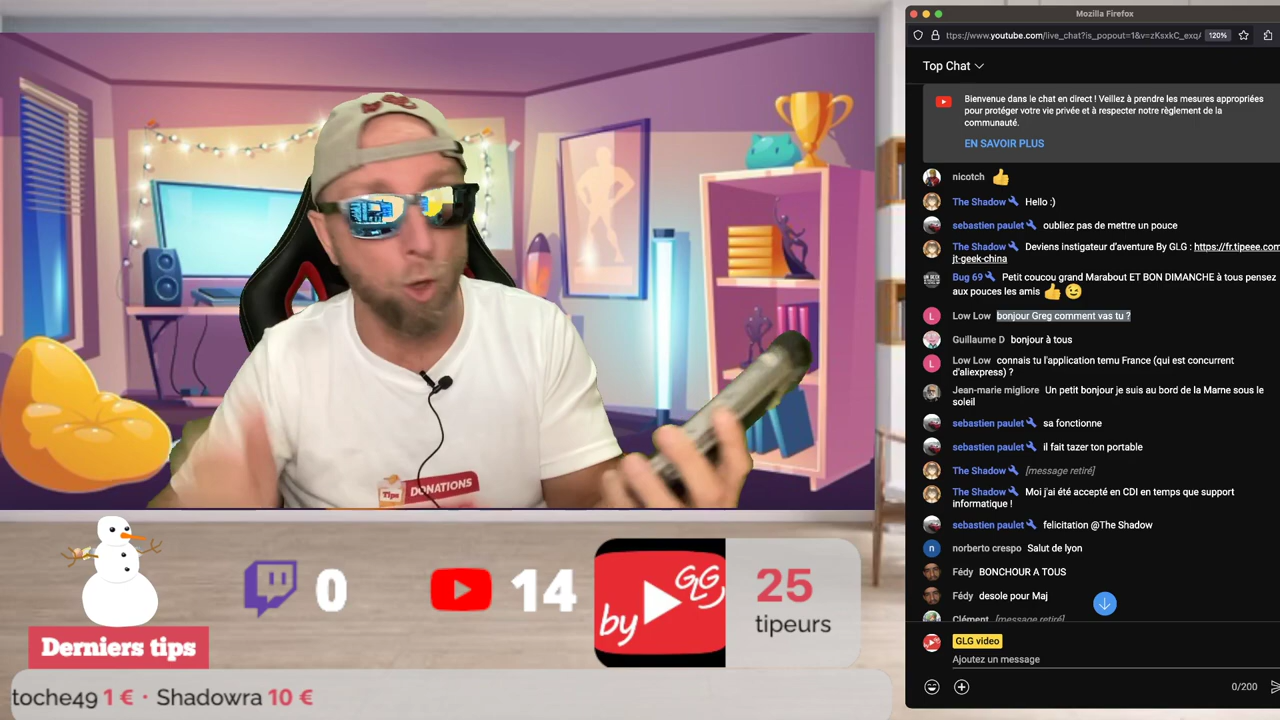 Mozilla Firefox
ttps://www.youtube.com/live_chat?is_popout=1&v=zKsxkC_exq/
120%
Top Chat
Bienvenue dans le chat en direct ! Veillez à prendre les mesures appropriées
pour protéger votre vie privée et à respecter notre règlement de la
communauté.
EN SAVOIR PLUS
nicotch
The Shadow Hello :)
sebastien paulet oubliez pas de mettre un pouce
The Shadow Deviens instigateur d'aventure By GLG : https://fr.tipeee.com
jt-geek-china
Bug 69 Petit coucou grand Marabout ET BON DIMANCHE à tous pensez
aux pouces les amis
L Low Low bonjour Greg comment vas tu ?
Guillaume D bonjour à tous
L Low Low connais tu l'application temu France (qui est concurrent
d'aliexpress) ?
Jean-marie migliore Un petit bonjour je suis au bord de la Marne sous le
soleil
sebastien paulet sa fonctionne
sebastien paulet il fait tazer ton portable
The Shadow [message retiré]
The Shadow Moi j'ai été accepté en CDI en temps que support
informatique !
sebastien paulet felicitation @The Shadow
n norberto crespo Salut de lyon
Fédy BONCHOUR A TOUS
Fédy desole pour Maj
Clément [message retiré]
GLG video
Ajoutez un message
0/200
Tips DONATIONS
Derniers tips
0
14
by GLG
25
tipeurs
toche49 1 € · Shadowra 10 €